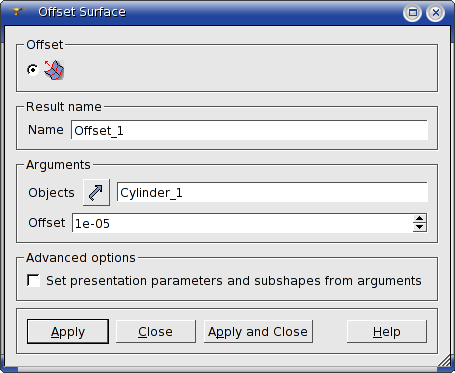 Offset Surface
Offset
Result name
Name Offset_1
Arguments
Objects Cylinder_1
Offset 1e-05
Advanced options
Set presentation parameters and subshapes from arguments
Apply Close Apply and Close Help